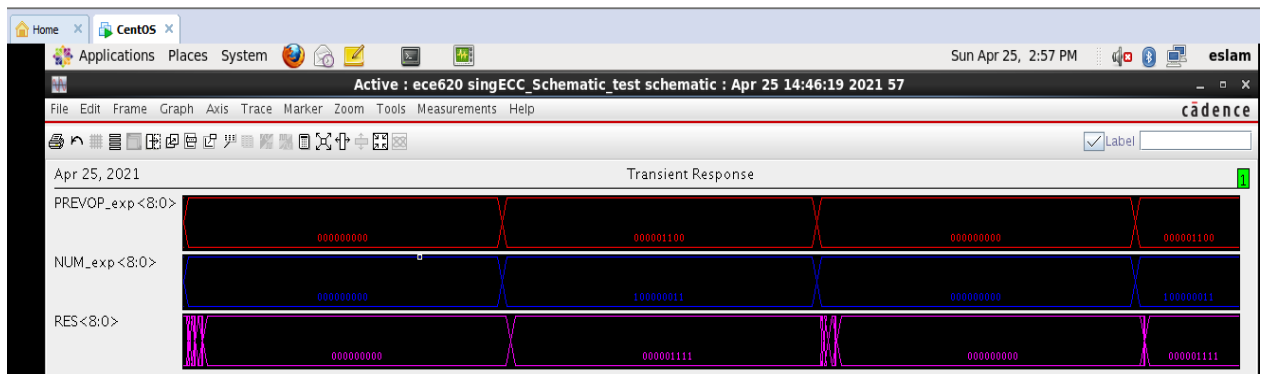 Home × CentOS ×
Applications Places System Sun Apr 25, 2:57 PM eslam
Active : ece620 singECC_Schematic_test schematic : Apr 25 14:46:19 2021 57
File Edit Frame Graph Axis Trace Marker Zoom Tools Measurements Help cādence
Label
Apr 25, 2021 Transient Response 1
PREVOP_exp<8:0>
000000000 000001100 000000000 000001100
NUM_exp<8:0>
000000000 100000011 000000000 100000011
RES<8:0>
000000000 000001111 000000000 000001111